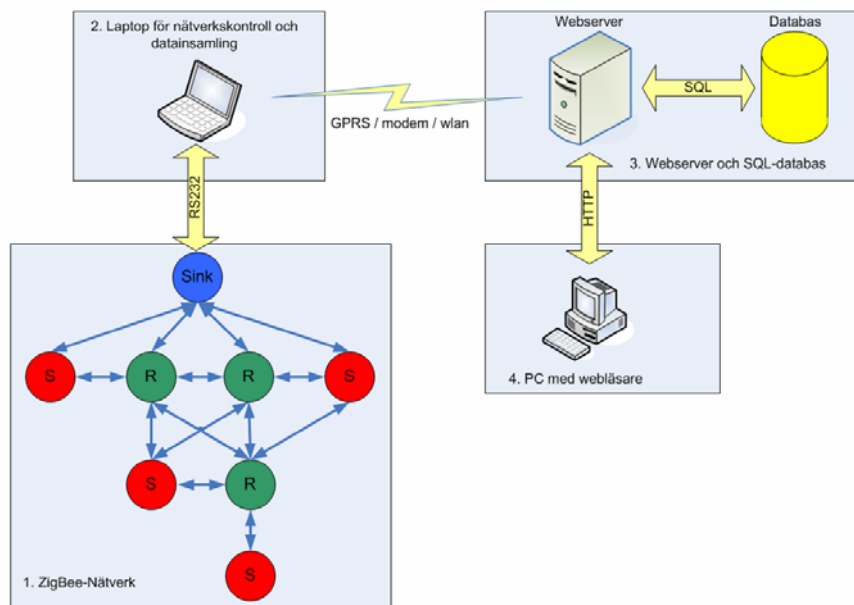 2. Laptop för nätverkskontroll och
datainsamling
GPRS / modem / wlan
Webserver
Databas
SQL
3. Webserver och SQL-databas
RS232
HTTP
4. PC med webläsare
Sink
S
R
R
S
S
R
S
1. ZigBee-Nätverk